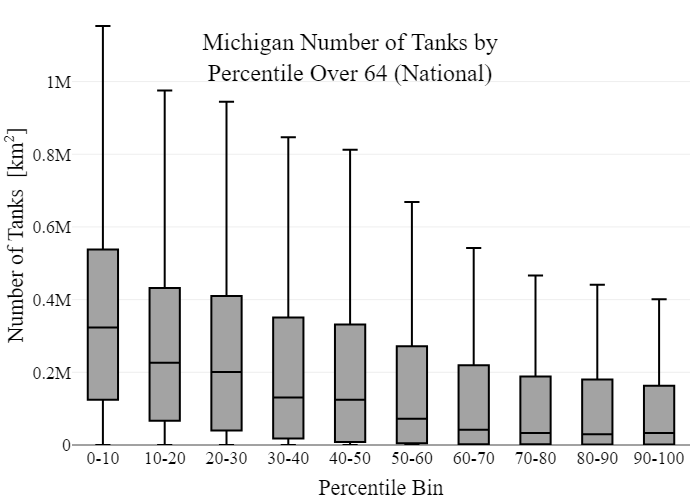 Michigan Number of Tanks by
Percentile Over 64 (National)
Number of Tanks [km²]
1M
0.8M
0.6M
0.4M
0.2M
0
0-10 10-20 20-30 30-40 40-50 50-60 60-70 70-80 80-90 90-100
Percentile Bin